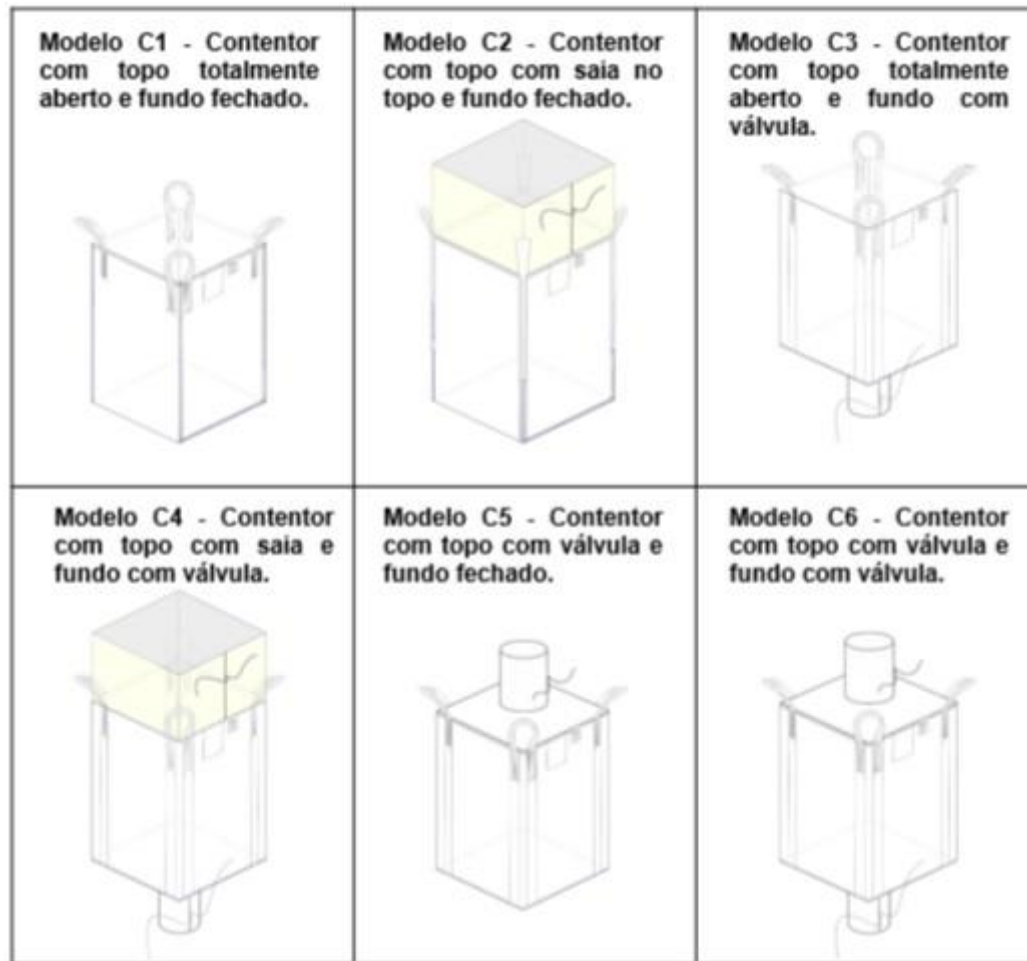 Modelo C1 - Contentor
com topo totalmente
aberto e fundo fechado.
Modelo C2 - Contentor
com topo com saia no
topo e fundo fechado.
Modelo C3 - Contentor
com topo totalmente
aberto e fundo com
válvula.
Modelo C4 - Contentor
com topo com saia e
fundo com válvula.
Modelo C5 - Contentor
com topo com válvula e
fundo fechado.
Modelo C6 - Contentor
com topo com válvula e
fundo com válvula.